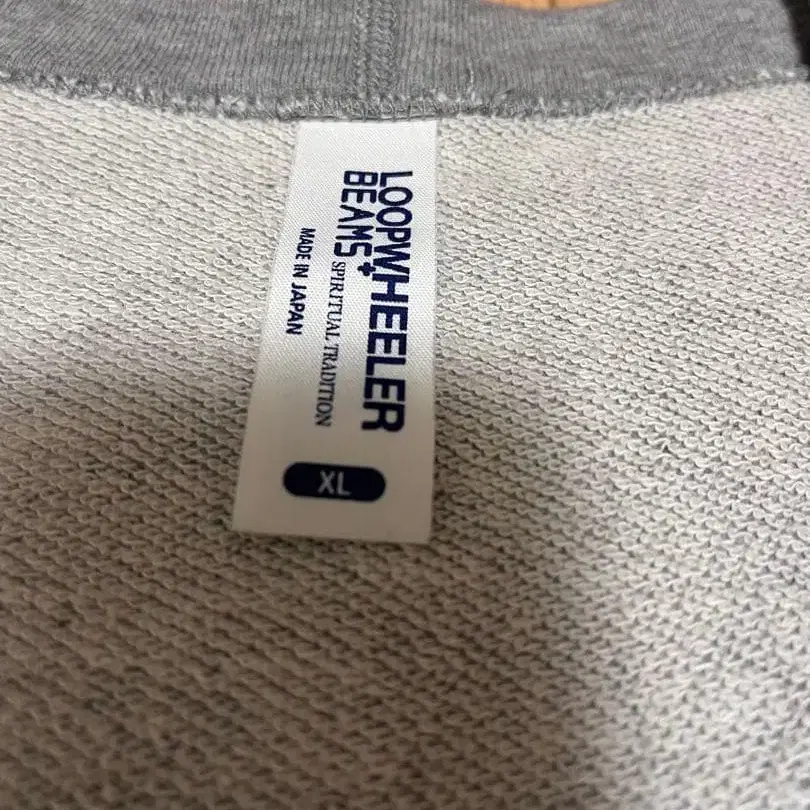 LOOPWHEELER
BEAMS+
SPIRITUAL TRADITION
MADE IN JAPAN
XL